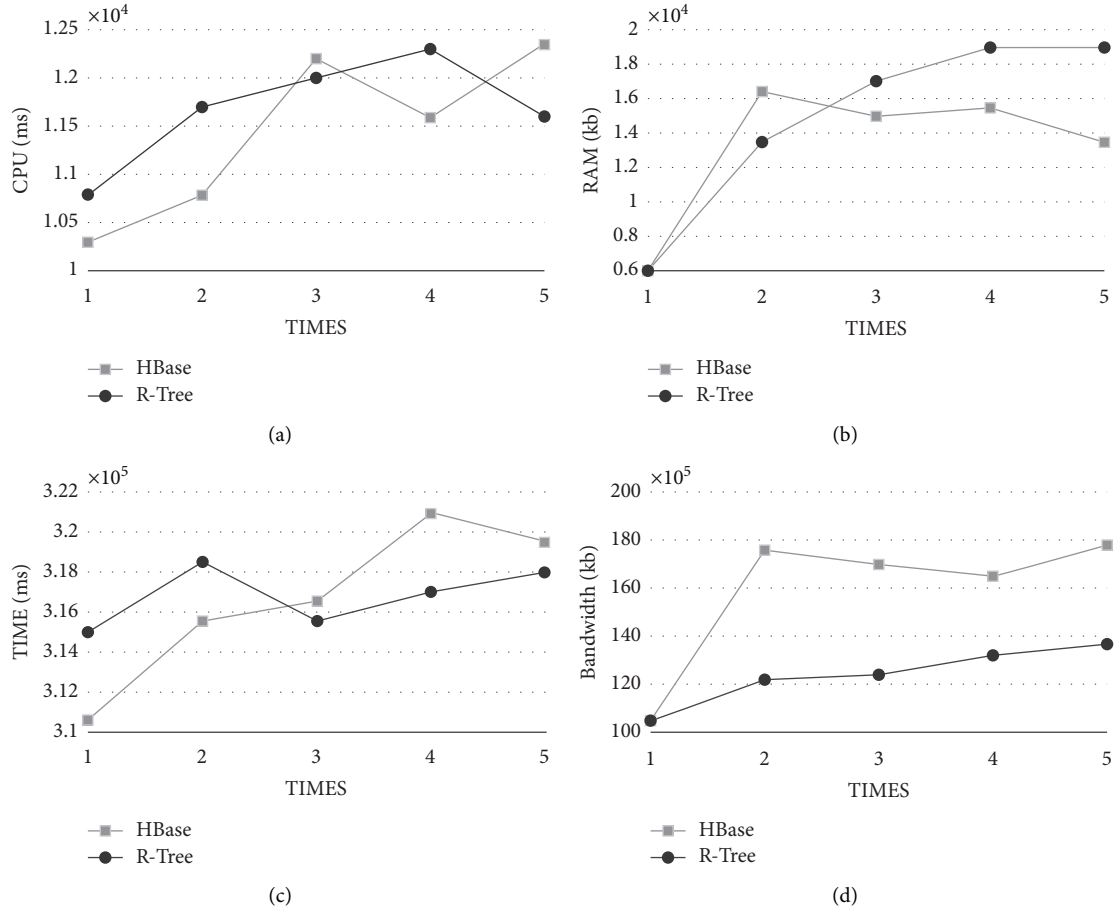 ×10⁴
1.25
1.2
1.15
1.1
1.05
1
CPU (ms)
1 2 3 4 5
TIMES
HBase
R-Tree
(a)
×10⁴
2
1.8
1.6
1.4
1.2
1
0.8
0.6
RAM (kb)
1 2 3 4 5
TIMES
HBase
R-Tree
(b)
×10⁵
3.22
3.2
3.18
3.16
3.14
3.12
3.1
TIME (ms)
1 2 3 4 5
TIMES
HBase
R-Tree
(c)
×10⁵
200
180
160
140
120
100
Bandwidth (kb)
1 2 3 4 5
TIMES
HBase
R-Tree
(d)